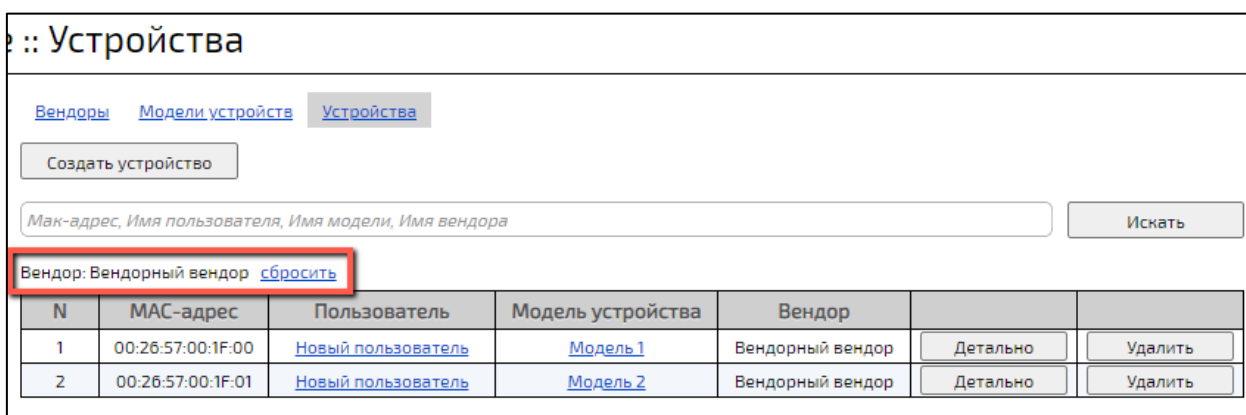 :: Устройства
Вендоры Модели устройств Устройства
Создать устройство
Мак-адрес, Имя пользователя, Имя модели, Имя вендора Искать
Вендор: Вендорный вендор сбросить
N МАС-адрес Пользователь Модель устройства Вендор
1 00:26:57:00:1F:00 Новый пользователь Модель 1 Вендорный вендор Детально Удалить
2 00:26:57:00:1F:01 Новый пользователь Модель 2 Вендорный вендор Детально Удалить